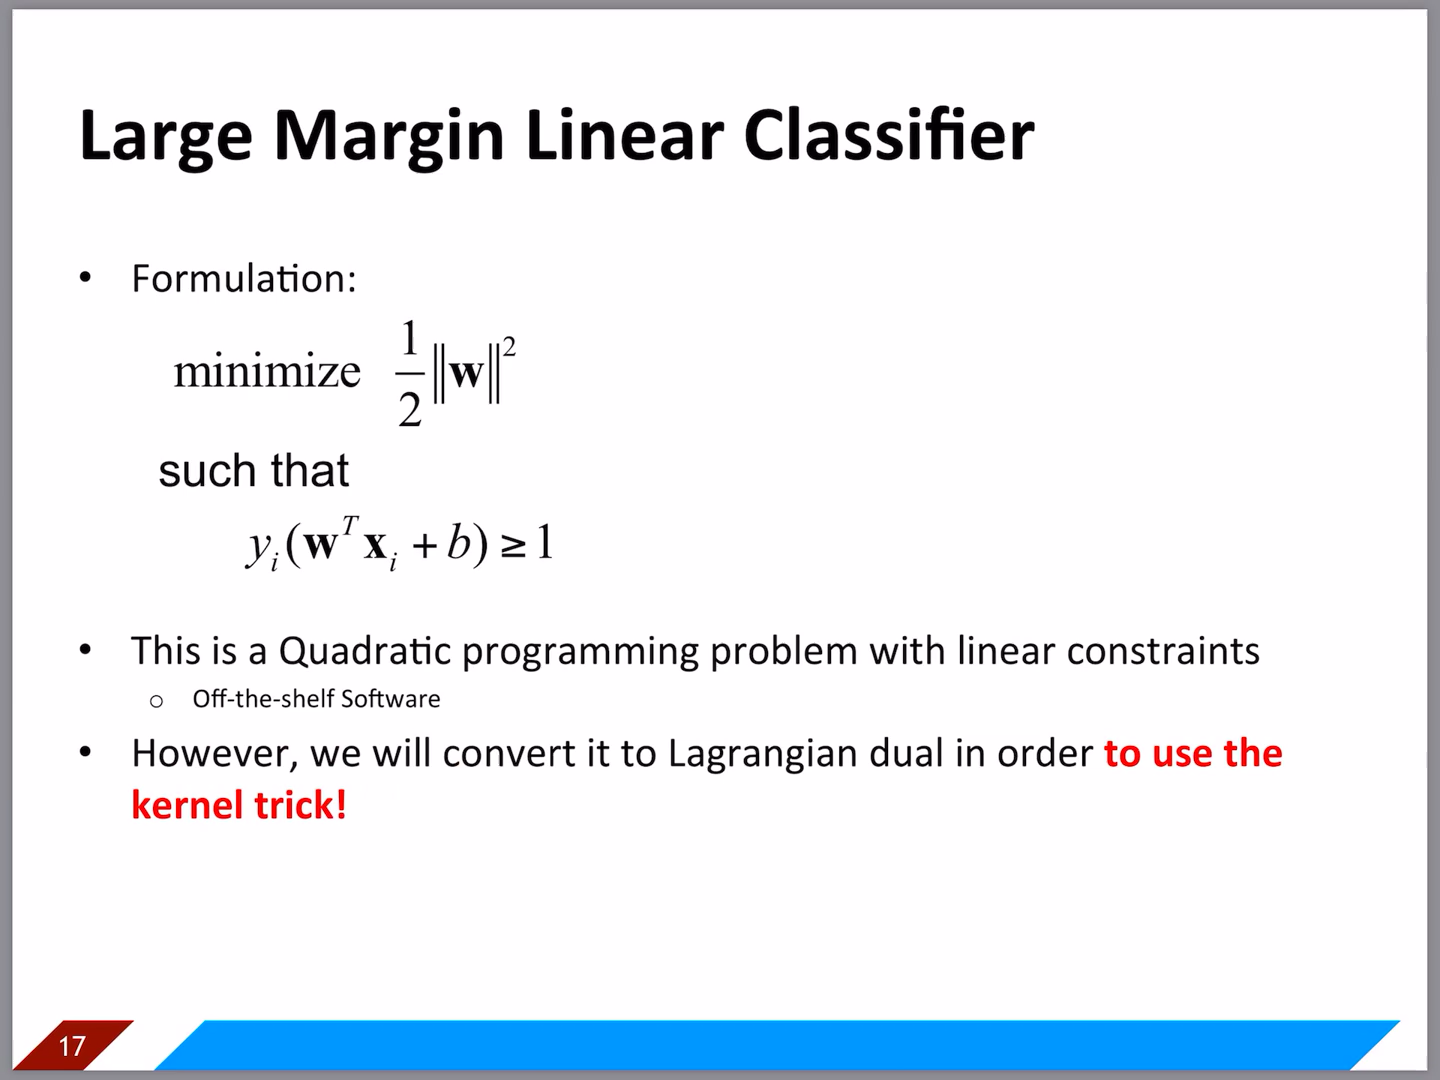 Large Margin Linear Classifier
• Formulation:
minimize 1/2 ‖w‖²
such that
yᵢ(wᵀxᵢ + b) ≥ 1
• This is a Quadratic programming problem with linear constraints
○ Off-the-shelf Software
• However, we will convert it to Lagrangian dual in order to use the
kernel trick!
17